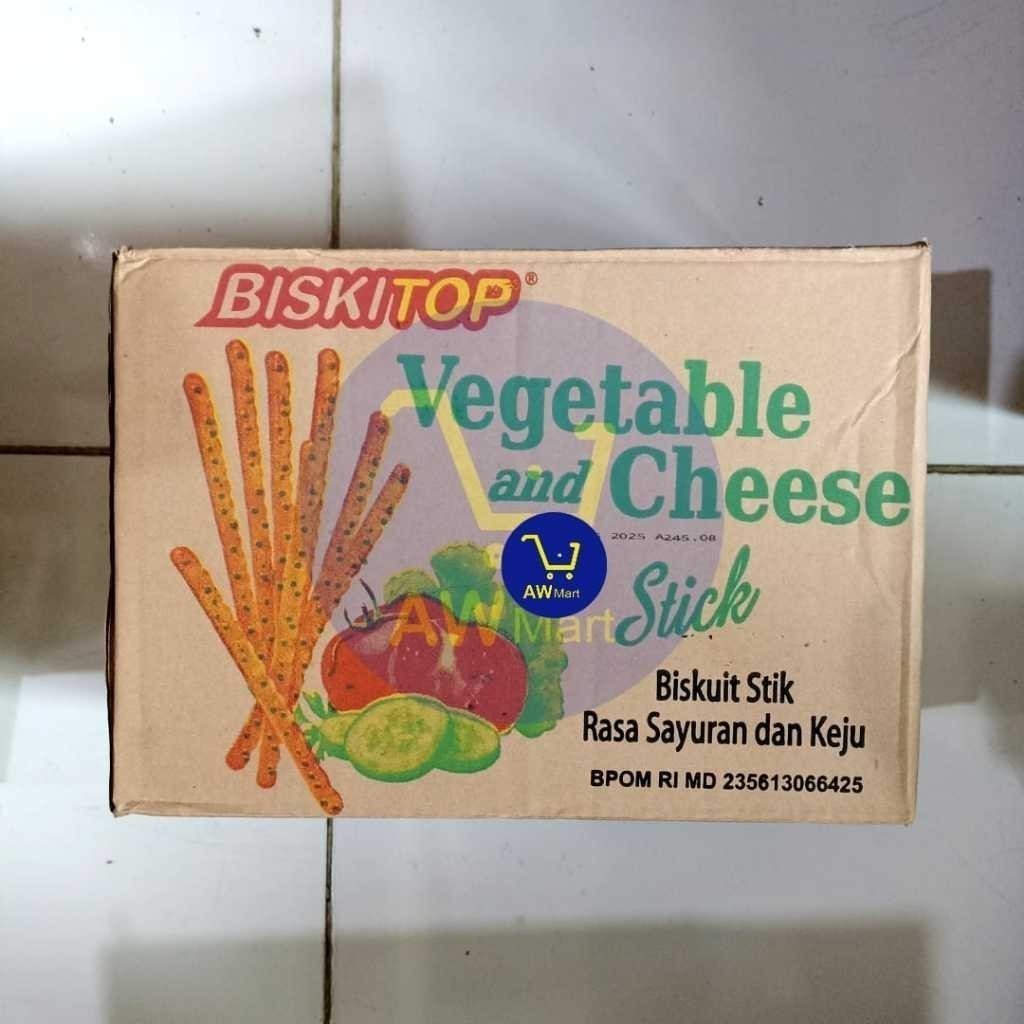 BISKITOP®
Vegetable
and Cheese
2025 A245.08
AW Mart
AW Mart
Stick
Biskuit Stik
Rasa Sayuran dan Keju
BPOM RI MD 235613066425